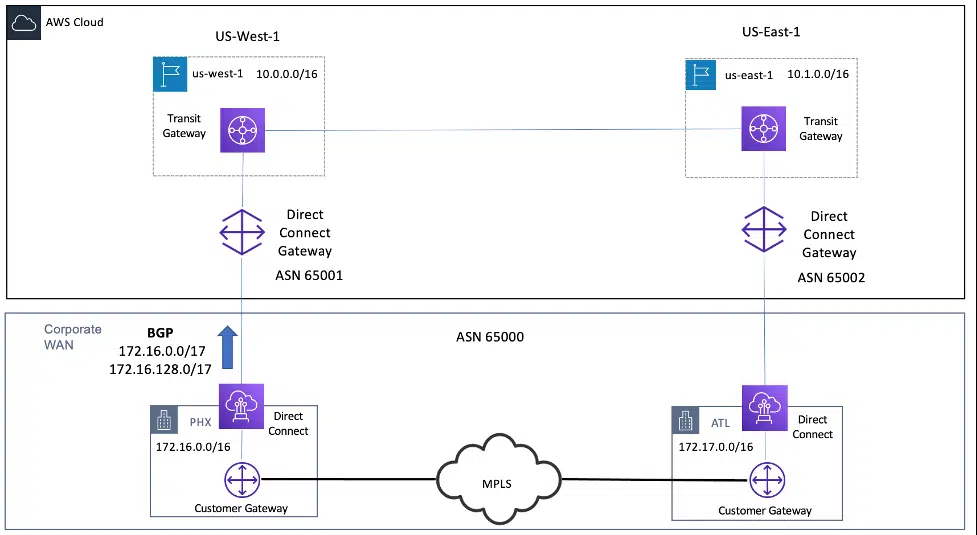 AWS Cloud
US-West-1
US-East-1
us-west-1 10.0.0.0/16
us-east-1 10.1.0.0/16
Transit
Gateway
Transit
Gateway
Direct
Connect
Gateway
ASN 65001
Direct
Connect
Gateway
ASN 65002
Corporate
WAN
BGP
172.16.0.0/17
172.16.128.0/17
ASN 65000
PHX
Direct
Connect
172.16.0.0/16
Customer Gateway
MPLS
ATL
Direct
Connect
172.17.0.0/16
Customer Gateway